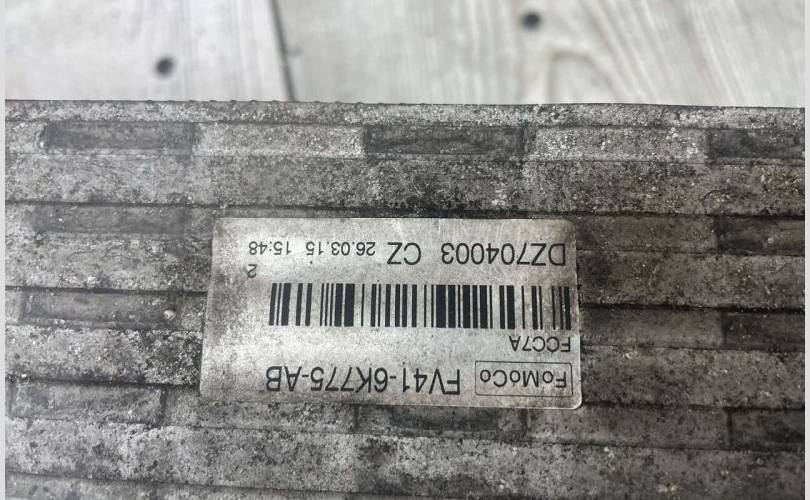 FoMoCo FV41-6K775-AB
FCC7A
2
DZ704003 CZ 26.03.15 15:48